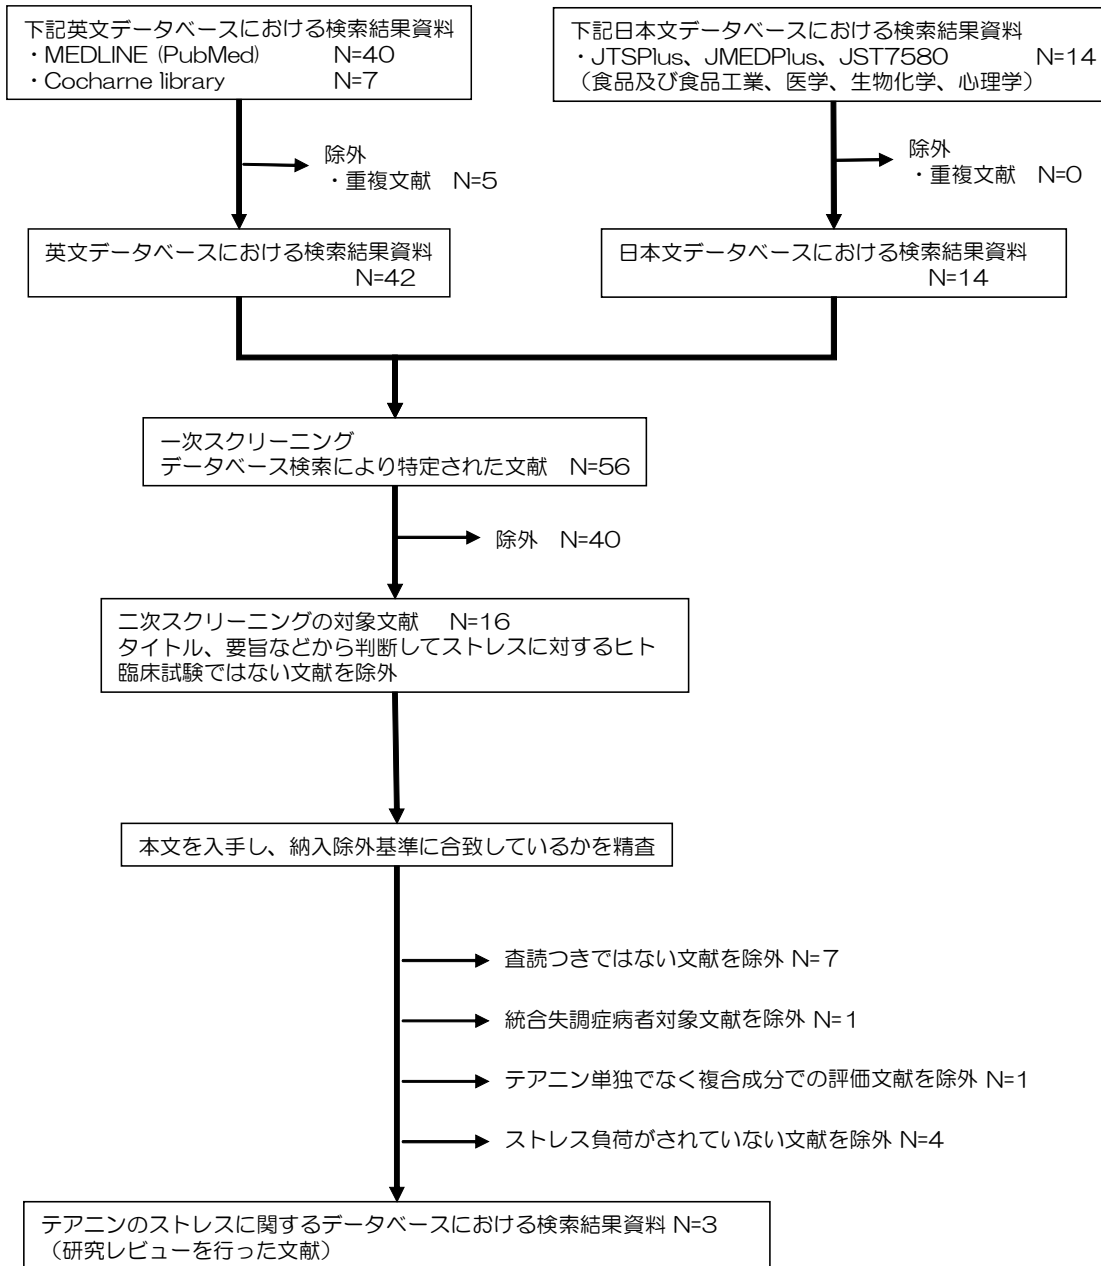 下記英文データベースにおける検索結果資料
・MEDLINE (PubMed) N=40
・Cocharne library N=7
下記日本文データベースにおける検索結果資料
・JTSPlus、JMEDPlus、JST7580 N=14
（食品及び食品工業、医学、生物化学、心理学）
除外
・重複文献 N=5
除外
・重複文献 N=0
英文データベースにおける検索結果資料
N=42
日本文データベースにおける検索結果資料
N=14
一次スクリーニング
データベース検索により特定された文献 N=56
除外 N=40
二次スクリーニングの対象文献 N=16
タイトル、要旨などから判断してストレスに対するヒト
臨床試験ではない文献を除外
本文を入手し、納入除外基準に合致しているかを精査
査読つきではない文献を除外 N=7
統合失調症病者対象文献を除外 N=1
テアニン単独でなく複合成分での評価文献を除外 N=1
ストレス負荷がされていない文献を除外 N=4
テアニンのストレスに関するデータベースにおける検索結果資料 N=3
（研究レビューを行った文献）